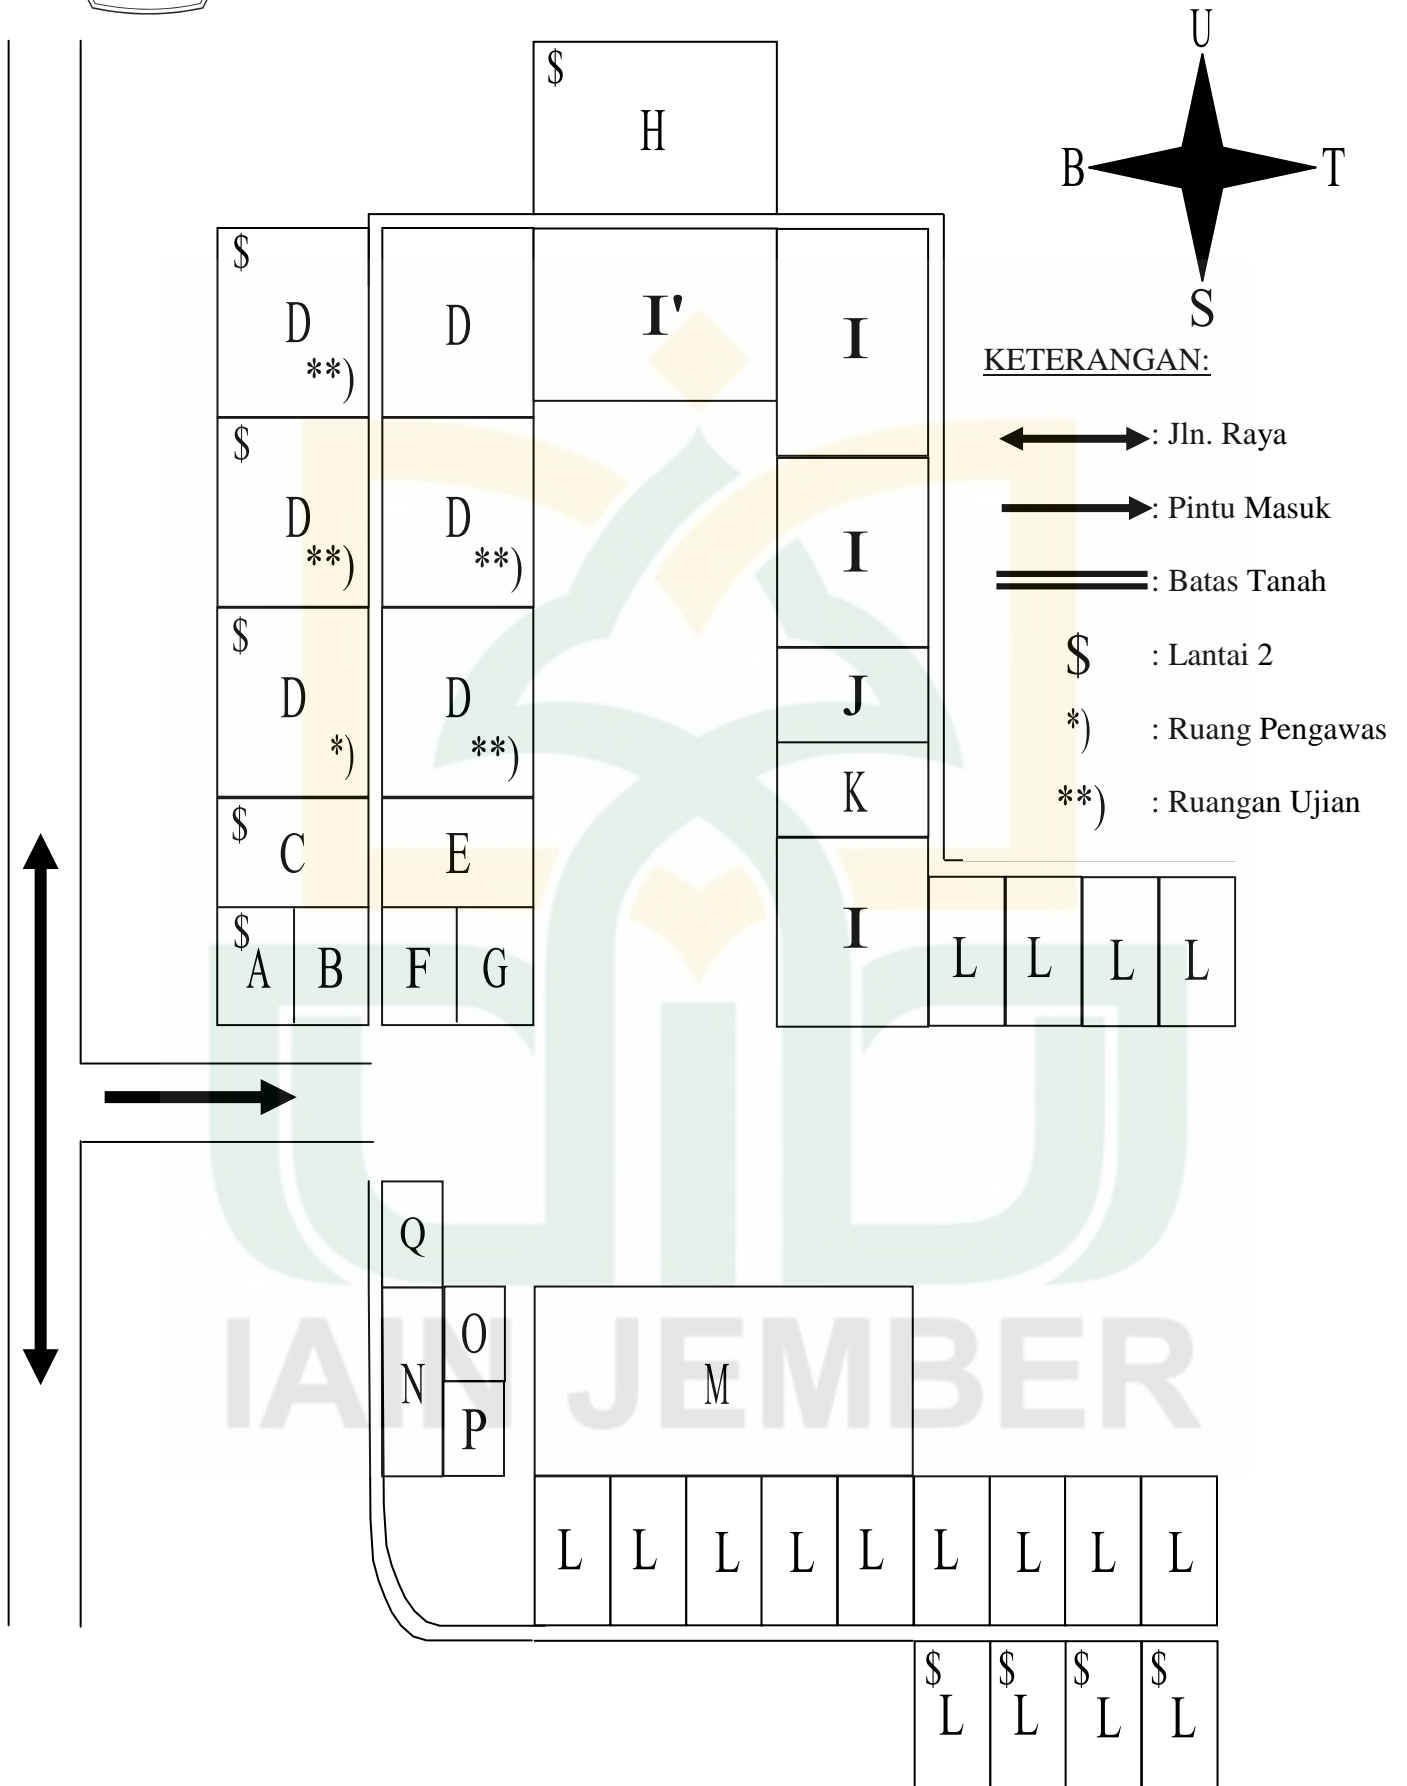 U
$
H
B
T
$
D
**)
D
I'
I
S
KETERANGAN:
: Jln. Raya
$
D
**)
D
**)
I
: Pintu Masuk
: Batas Tanah
$
D
*)
D
**)
J
$ : Lantai 2
*) : Ruang Pengawas
K
**) : Ruangan Ujian
$
C
E
$
A
B
F
G
I
L
L
L
L
Q
N
O
P
M
IAIN JEMBER
L
L
L
L
L
L
L
L
L
$
L
$
L
$
L
$
L